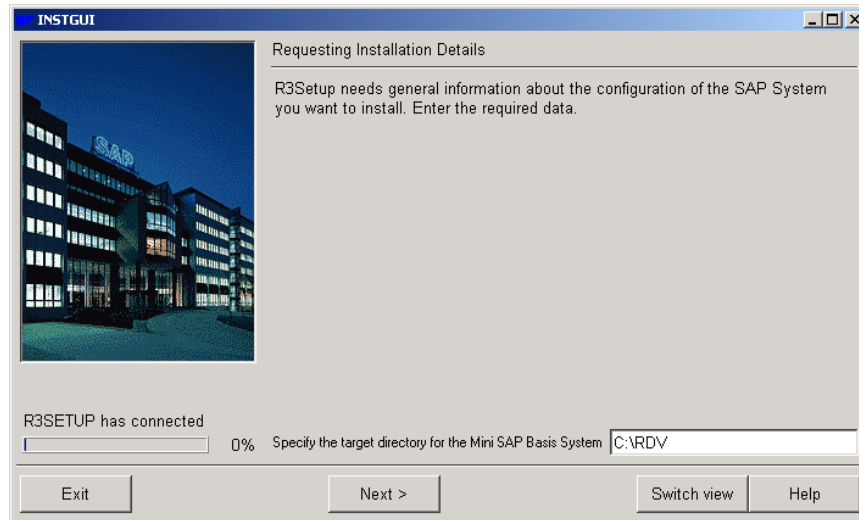 INSTGUI
Requesting Installation Details
R3Setup needs general information about the configuration of the SAP System
you want to install. Enter the required data.
SAP
R3SETUP has connected
0%
Specify the target directory for the Mini SAP Basis System
C:\RDV
Exit
Next >
Switch view
Help